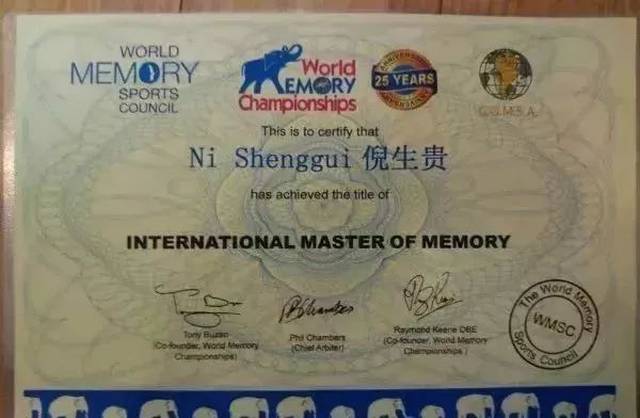 WORLD
MEMORY
SPORTS
COUNCIL
World
MEMORY
Championships
ANNIVERSARY
25 YEARS
ANNIVERSARY
This is to certify that
Ni Shenggui 倪生贵
has achieved the title of
INTERNATIONAL MASTER OF MEMORY
Tony Buzan
(Co-founder, World Memory
Championships)
Phil Chambers
(Chief Arbiter)
Raymond Keene OBE
(Co-founder, World Memory
Championships )
The World Memory
WMSC
Sports Council